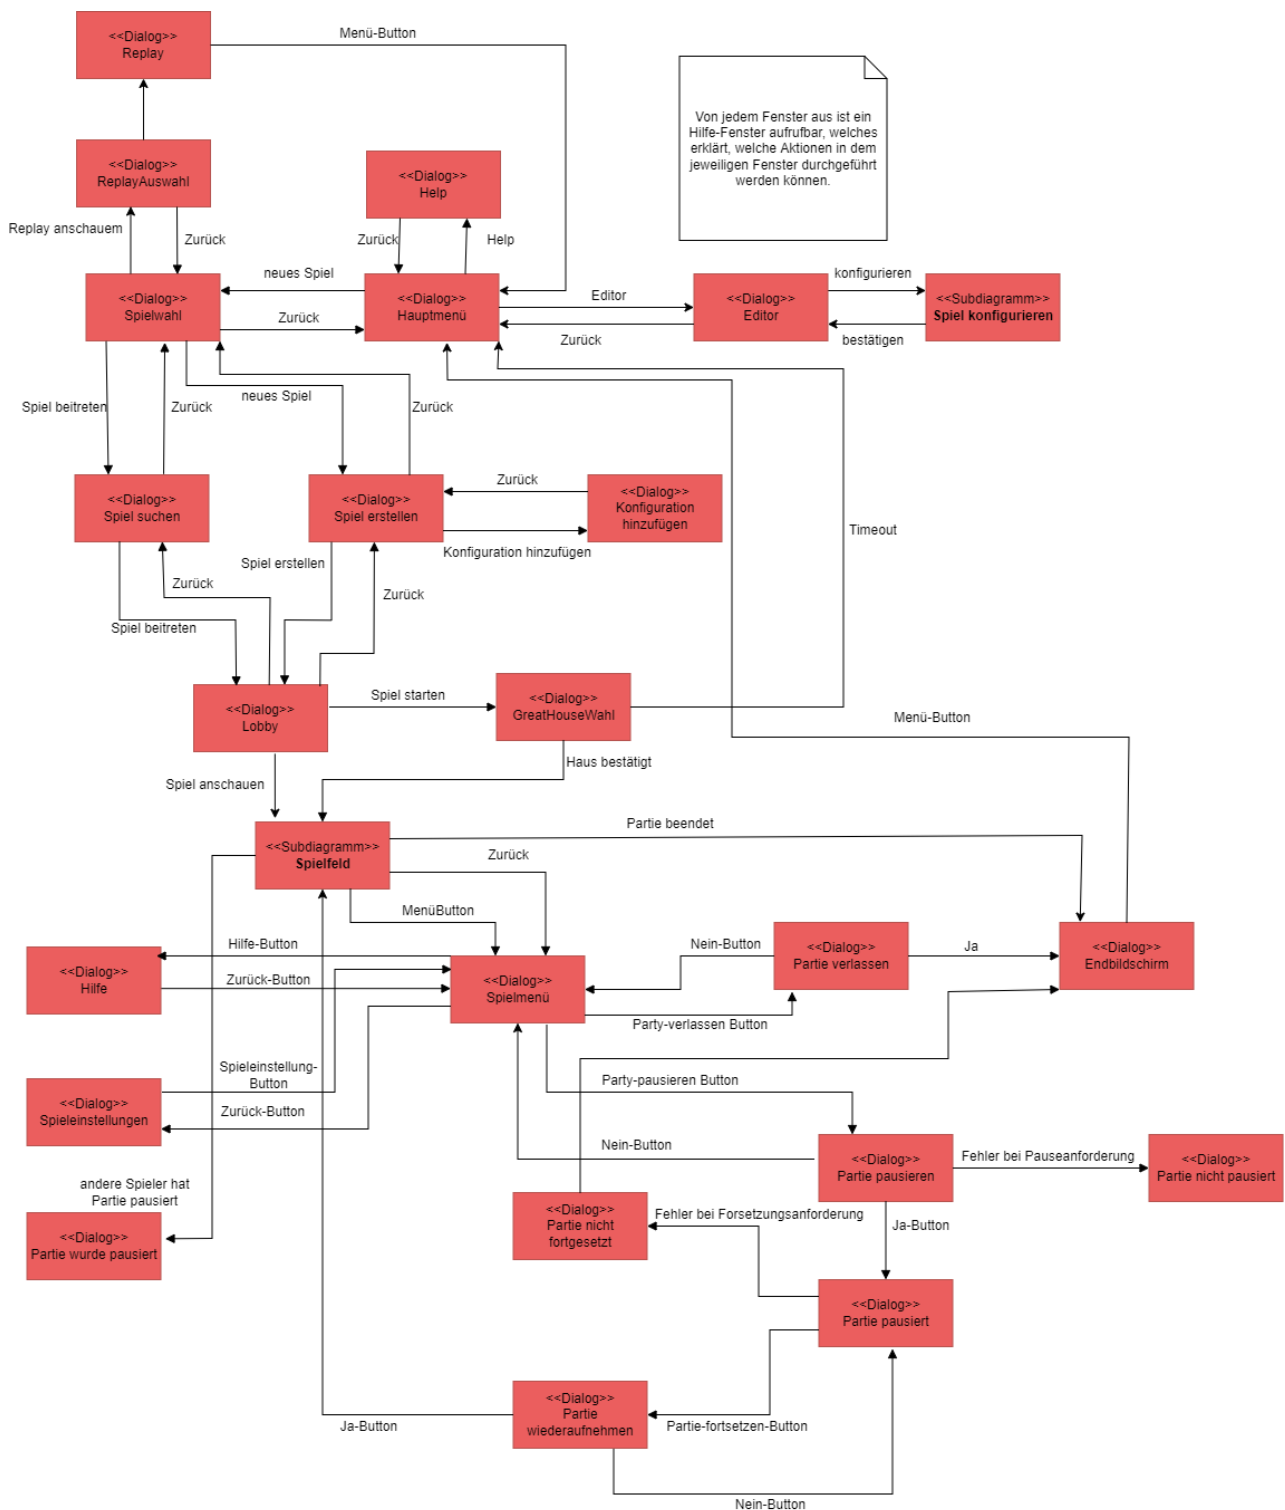 <<Dialog>>
Replay
Menü-Button
Von jedem Fenster aus ist ein
Hilfe-Fenster aufrufbar, welches
erklärt, welche Aktionen in dem
jeweiligen Fenster durchgeführt
werden können.
<<Dialog>>
ReplayAuswahl
<<Dialog>>
Help
Replay anschauem
Zurück
Zurück
Help
neues Spiel
Editor
konfigurieren
<<Dialog>>
Spielwahl
<<Dialog>>
Hauptmenü
<<Dialog>>
Editor
<<Subdiagramm>>
Spiel konfigurieren
Zurück
Zurück
bestätigen
Spiel beitreten
Zurück
neues Spiel
Zurück
<<Dialog>>
Spiel suchen
<<Dialog>>
Spiel erstellen
Zurück
<<Dialog>>
Konfiguration
hinzufügen
Konfiguration hinzufügen
Timeout
Spiel erstellen
Zurück
Zurück
Spiel beitreten
<<Dialog>>
Lobby
Spiel starten
<<Dialog>>
GreatHouseWahl
Menü-Button
Spiel anschauen
Haus bestätigt
<<Subdiagramm>>
Spielfeld
Partie beendet
Zurück
MenüButton
Hilfe-Button
<<Dialog>>
Hilfe
Zurück-Button
<<Dialog>>
Spielmenü
Nein-Button
<<Dialog>>
Partie verlassen
Ja
<<Dialog>>
Endbildschirm
Party-verlassen Button
Spieleinstellung-
Button
Party-pausieren Button
<<Dialog>>
Spieleinstellungen
Zurück-Button
Nein-Button
<<Dialog>>
Partie pausieren
Fehler bei Pauseanforderung
<<Dialog>>
Partie nicht pausiert
andere Spieler hat
Partie pausiert
<<Dialog>>
Partie wurde pausiert
<<Dialog>>
Partie nicht
fortgesetzt
Fehler bei Forsetzungsanforderung
Ja-Button
<<Dialog>>
Partie pausiert
<<Dialog>>
Partie
wiederaufnehmen
Ja-Button
Partie-fortsetzen-Button
Nein-Button